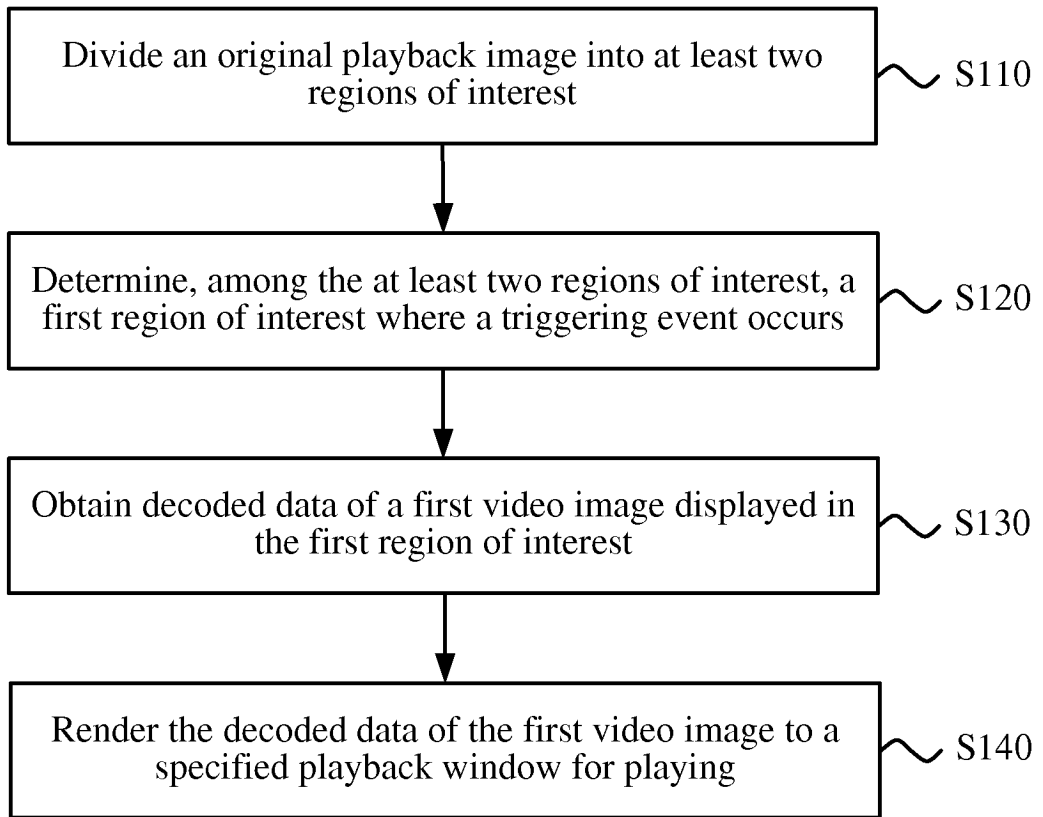 Divide an original playback image into at least two
regions of interest
S110
Determine, among the at least two regions of interest, a
first region of interest where a triggering event occurs
S120
Obtain decoded data of a first video image displayed in
the first region of interest
S130
Render the decoded data of the first video image to a
specified playback window for playing
S140